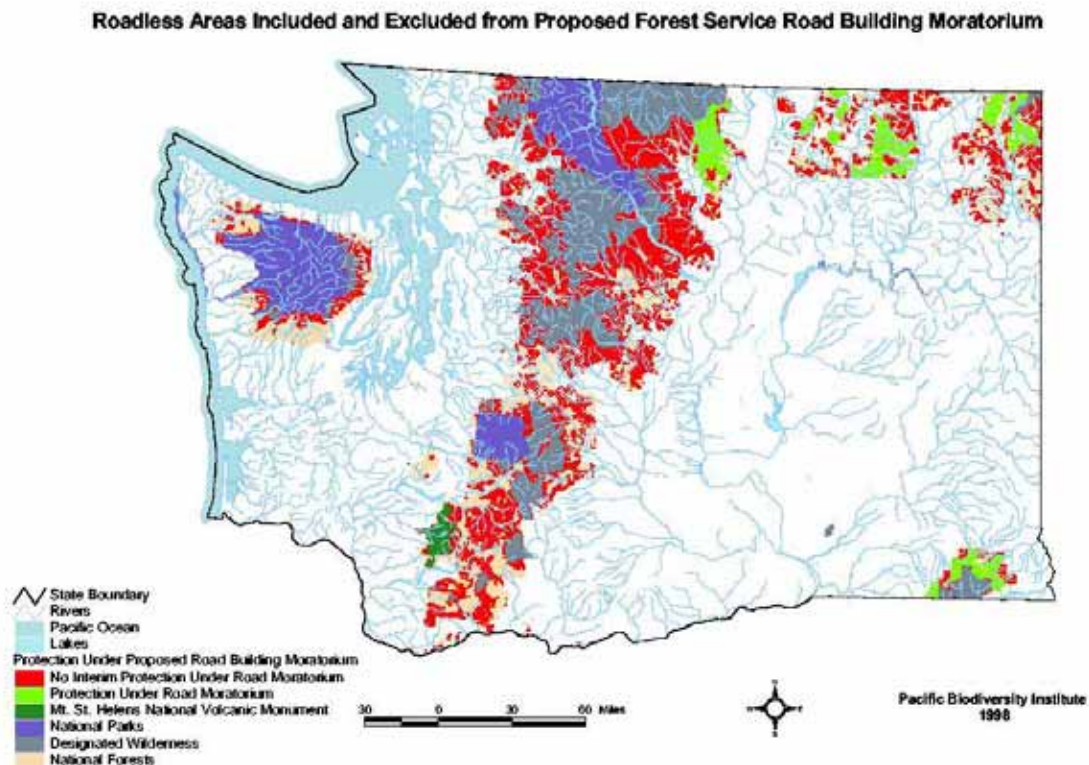 Roadless Areas Included and Excluded from Proposed Forest Service Road Building Moratorium
State Boundary
Rivers
Pacific Ocean
Lakes
Protection Under Proposed Road Building Moratorium
No Interim Protection Under Road Moratorium
Protection Under Road Moratorium
Mt. St. Helens National Volcanic Monument
National Parks
Designated Wilderness
National Forests
30 0 30 60 Miles
Pacific Biodiversity Institute
1998